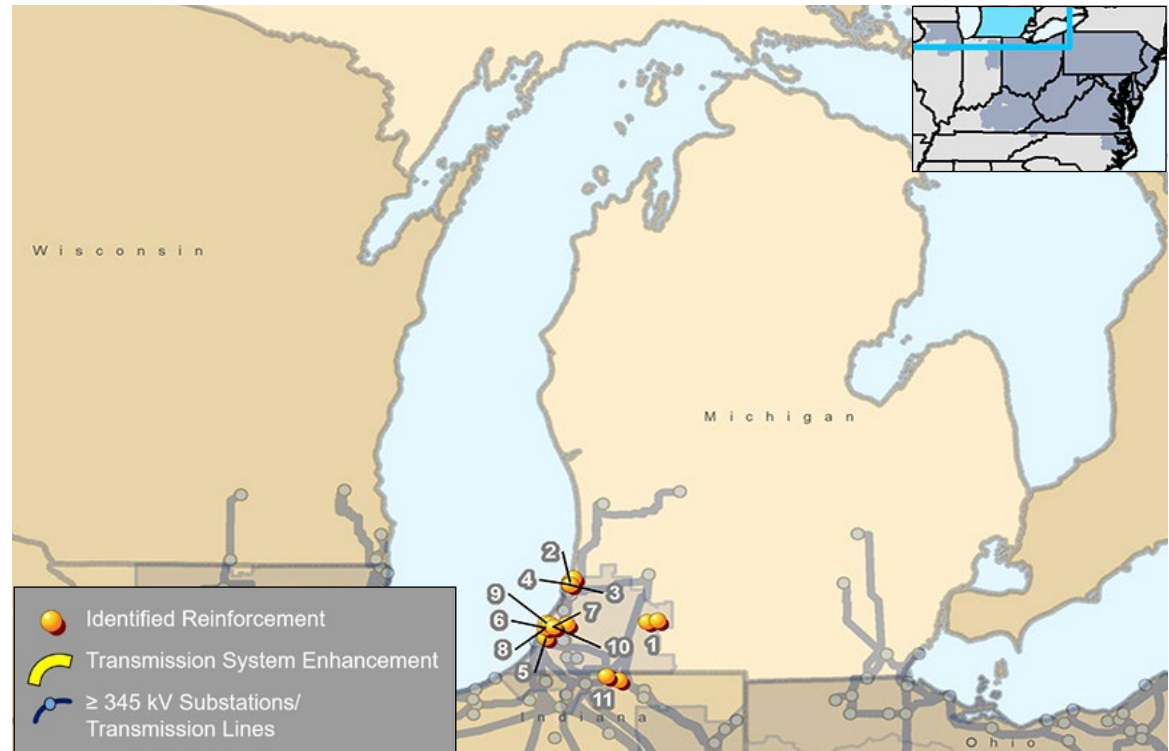 Wisconsin
Michigan
2
4
3
9
7
6
1
8
10
5
11
Indiana
Ohio
Identified Reinforcement
Transmission System Enhancement
≥ 345 kV Substations/
Transmission Lines